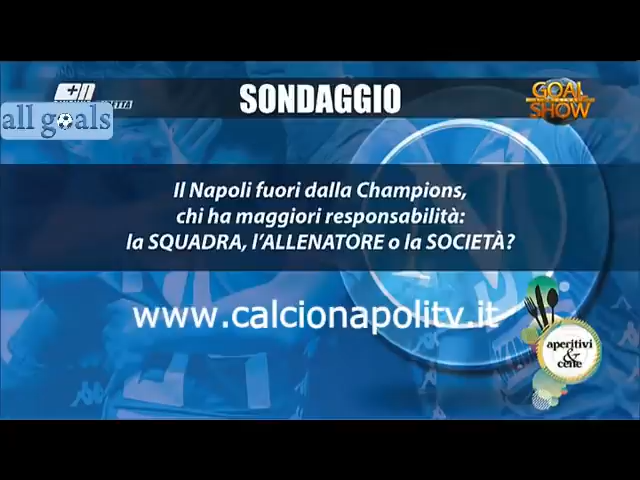 SONDAGGIO
GOAL
SHOW
all goals
Il Napoli fuori dalla Champions,
chi ha maggiori responsabilità:
la SQUADRA, l'ALLENATORE o la SOCIETÀ?
www.calcionapolitv.it
aperitivi
&
cene